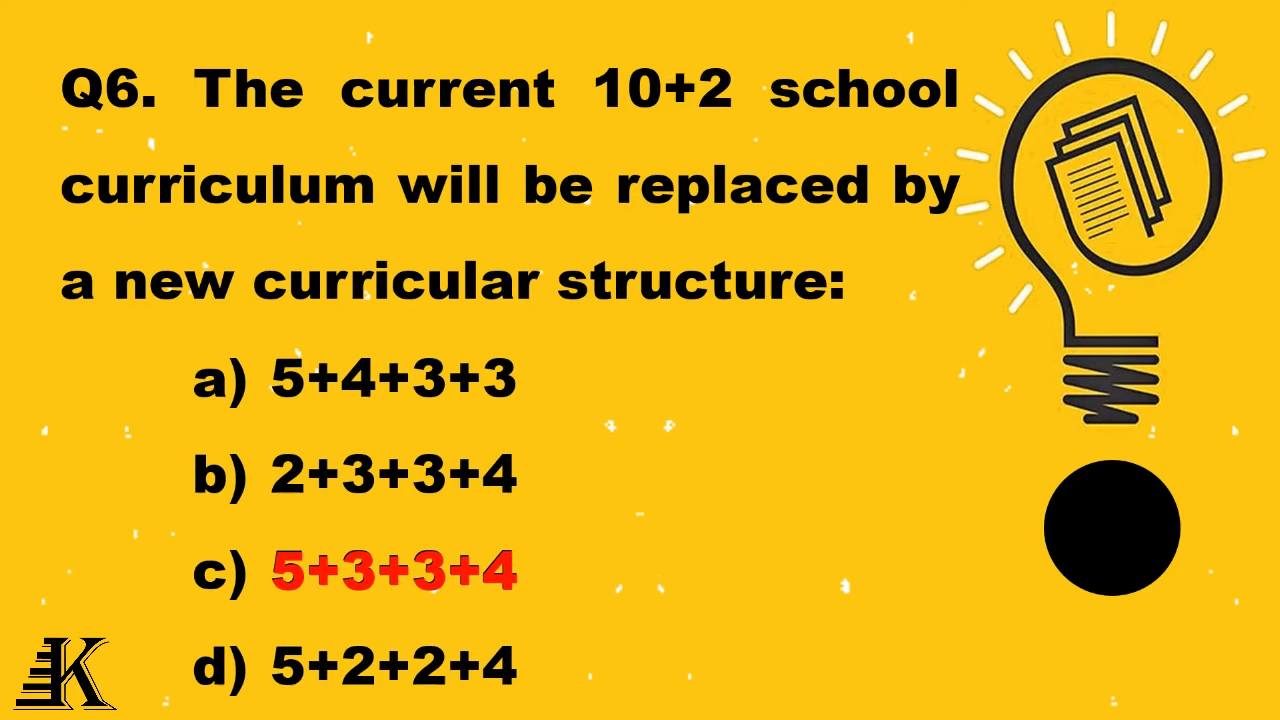 Q6. The current 10+2 school
curriculum will be replaced by
a new curricular structure:
a) 5+4+3+3
b) 2+3+3+4
c) 5+3+3+4
d) 5+2+2+4
K